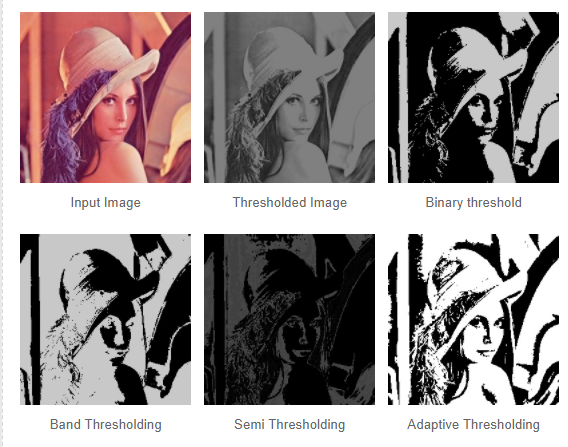 Input Image
Thresholded Image
Binary threshold
Band Thresholding
Semi Thresholding
Adaptive Thresholding